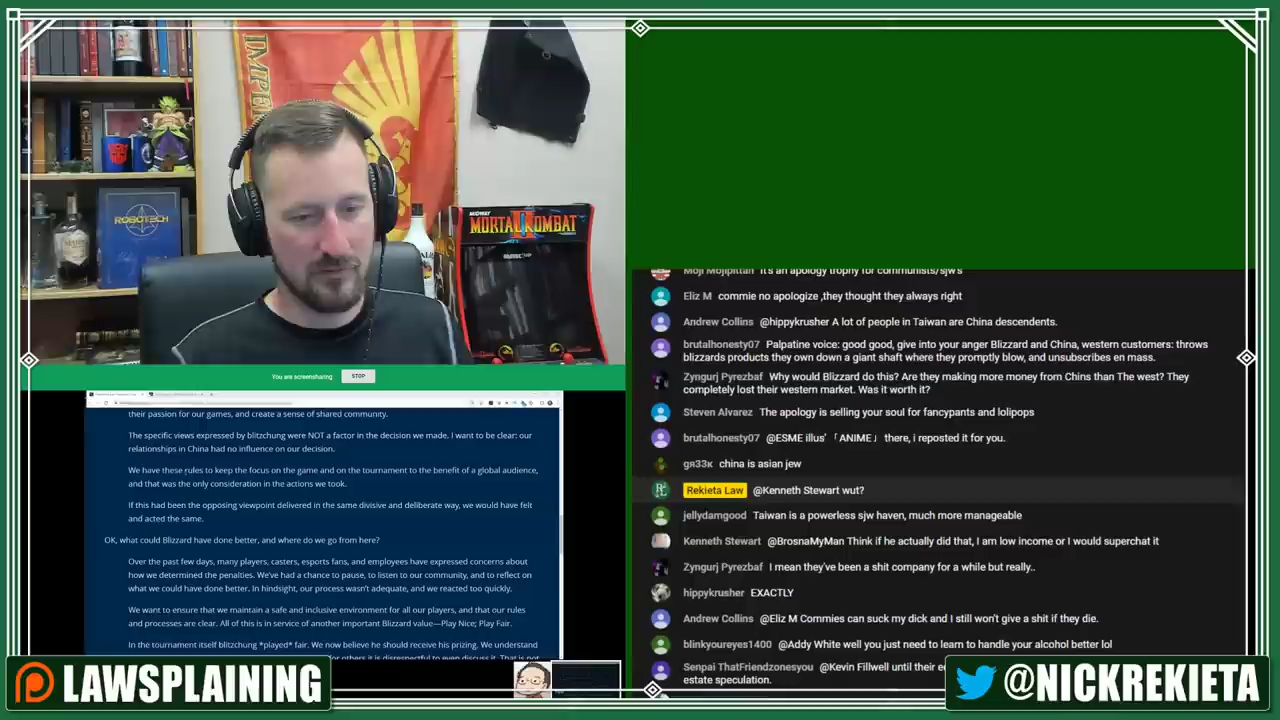 IMPE
ROBOTECH
MIDWAY
MORTAL KOMBAT
II
You are screensharing
STOP
their passion for our games, and create a sense of shared community.
The specific views expressed by blitzchung were NOT a factor in the decision we made. I want to be clear: our
relationships in China had no influence on our decision.
We have these rules to keep the focus on the game and on the tournament to the benefit of a global audience,
and that was the only consideration in the actions we took.
If this had been the opposing viewpoint delivered in the same divisive and deliberate way, we would have felt
and acted the same.
OK, what could Blizzard have done better, and where do we go from here?
Over the past few days, many players, casters, esports fans, and employees have expressed concerns about
how we determined the penalties. We've had a chance to pause, to listen to our community, and to reflect on
what we could have done better. In hindsight, our process wasn't adequate, and we reacted too quickly.
We want to ensure that we maintain a safe and inclusive environment for all our players, and that our rules
and processes are clear. All of this is in service of another important Blizzard value—Play Nice; Play Fair.
In the tournament itself blitzchung *played* fair. We now believe he should receive his prizing. We understand
for others it is disrespectful to even discuss it. That is not
Moji Mojipittan It's an apology trophy for communists/sjw's
Eliz M commie no apologize ,they thought they always right
Andrew Collins @hippykrusher A lot of people in Taiwan are China descendents.
brutalhonesty07 Palpatine voice: good good, give into your anger Blizzard and China, western customers: throws
blizzards products they own down a giant shaft where they promptly blow, and unsubscribes en mass.
Zyngurj Pyrezbaf Why would Blizzard do this? Are they making more money from Chins than The west? They
completely lost their western market. Was it worth it?
Steven Alvarez The apology is selling your soul for fancypants and lolipops
brutalhonesty07 @ESME illus' 「ANIME」 there, i reposted it for you.
gя33к china is asian jew
Rekieta Law @Kenneth Stewart wut?
jellydamgood Taiwan is a powerless sjw haven, much more manageable
Kenneth Stewart @BrosnaMyMan Think if he actually did that, I am low income or I would superchat it
Zyngurj Pyrezbaf I mean they've been a shit company for a while but really..
hippykrusher EXACTLY
Andrew Collins @Eliz M Commies can suck my dick and I still won't give a shit if they die.
blinkyoureyes1400 @Addy White well you just need to learn to handle your alcohol better lol
Senpai ThatFriendzonesyou @Kevin Fillwell until their e
estate speculation.
LAWSPLAINING
@NICKREKIETA